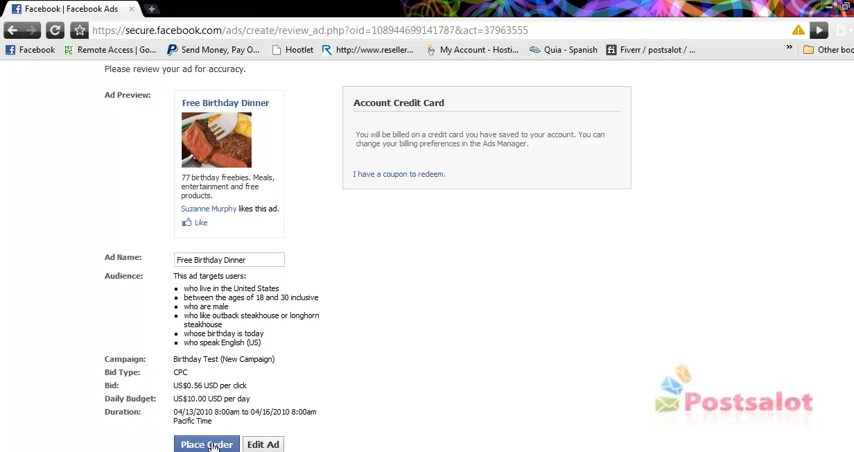 Facebook | Facebook Ads
https://secure.facebook.com/ads/create/review_ad.php?oid=108944699141787&act=37963555
Facebook
Remote Access | Go...
Send Money, Pay O...
Hootlet
http://www.reseller...
My Account - Hosti...
Quia - Spanish
Fiverr / postsalot / ...
»
Other boo
Please review your ad for accuracy.
Ad Preview:
Free Birthday Dinner
77 birthday freebies. Meals,
entertainment and free
products.
Suzanne Murphy likes this ad.
Like
Account Credit Card
You will be billed on a credit card you have saved to your account. You can
change your billing preferences in the Ads Manager.
I have a coupon to redeem.
Ad Name:
Free Birthday Dinner
Audience:
This ad targets users:
who live in the United States
between the ages of 18 and 30 inclusive
who are male
who like outback steakhouse or longhorn
steakhouse
whose birthday is today
who speak English (US)
Campaign:
Birthday Test (New Campaign)
Bid Type:
CPC
Bid:
US$0.56 USD per click
Daily Budget:
US$10.00 USD per day
Duration:
04/13/2010 8:00am to 04/16/2010 8:00am
Pacific Time
Place Order
Edit Ad
Postsalot